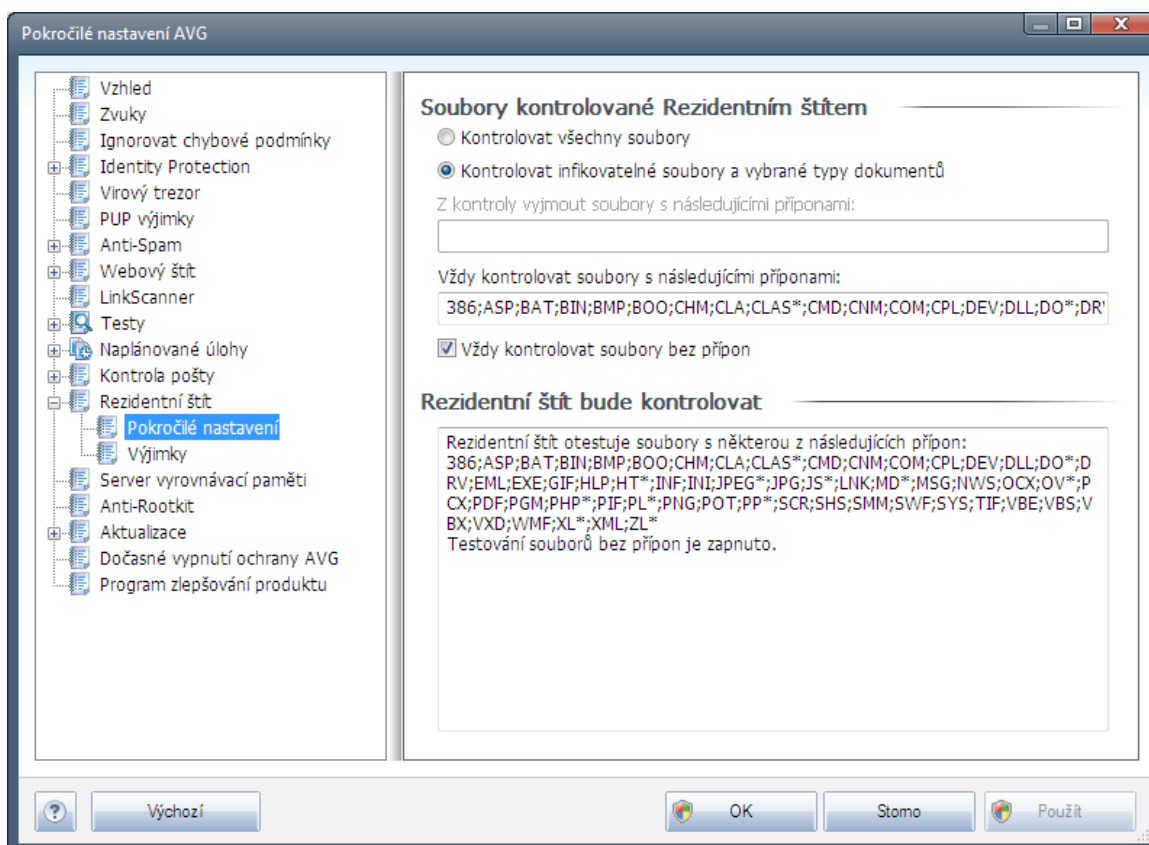 Pokročilé nastavení AVG
X
Vzhled
Zvuky
Ignorovat chybové podmínky
Identity Protection
Virový trezor
PUP výjimky
Anti-Spam
Webový štít
LinkScanner
Testy
Naplánované úlohy
Kontrola pošty
Rezidentní štít
Pokročilé nastavení
Výjimky
Server vyrovnávací paměti
Anti-Rootkit
Aktualizace
Dočasné vypnutí ochrany AVG
Program zlepšování produktu
Soubory kontrolované Rezidentním štítem
Kontrolovat všechny soubory
Kontrolovat infikovatelné soubory a vybrané typy dokumentů
Z kontroly vyjmout soubory s následujícími příponami:
Vždy kontrolovat soubory s následujícími příponami:
386;ASP;BAT;BIN;BMP;BOO;CHM;CLA;CLAS*;CMD;CNM;COM;CPL;DEV;DLL;DO*;DR
Vždy kontrolovat soubory bez přípon
Rezidentní štít bude kontrolovat
Rezidentní štít otestuje soubory s některou z následujících přípon:
386;ASP;BAT;BIN;BMP;BOO;CHM;CLA;CLAS*;CMD;CNM;COM;CPL;DEV;DLL;DO*;D
RV;EML;EXE;GIF;HLP;HT*;INF;INI;JPEG*;JPG;JS*;LNK;MD*;MSG;NWS;OCX;OV*;P
CX;PDF;PGM;PHP*;PIF;PL*;PNG;POT;PP*;SCR;SHS;SMM;SWF;SYS;TIF;VBE;VBS;V
BX;VXD;WMF;XL*;XML;ZL*
Testování souborů bez přípon je zapnuto.
?
Výchozí
OK
Stomo
Použít